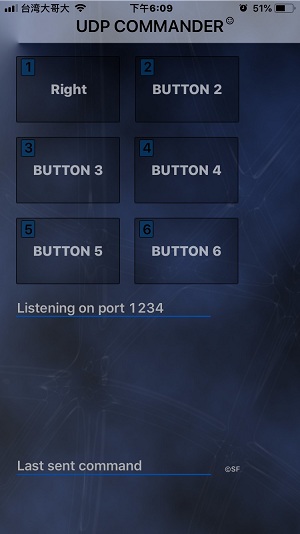 台湾大哥大 下午6:09 51%
UDP COMMANDER
1
Right
2
BUTTON 2
3
BUTTON 3
4
BUTTON 4
5
BUTTON 5
6
BUTTON 6
Listening on port 1234
Last sent command
©SF